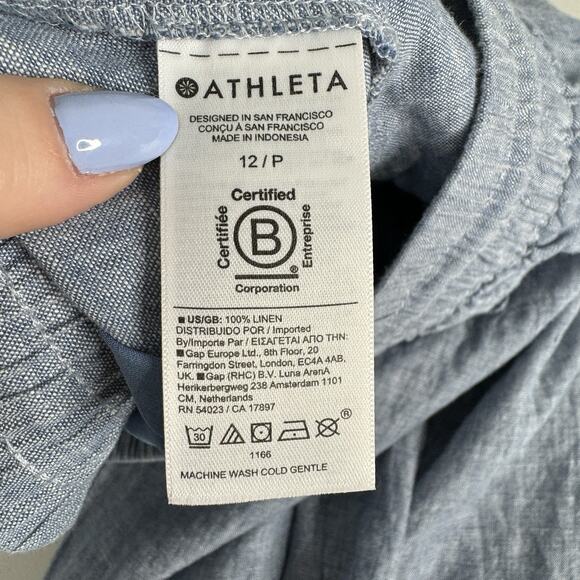 ATHLETA
DESIGNED IN SAN FRANCISCO
CONÇU À SAN FRANCISCO
MADE IN INDONESIA
12 / P
Certified
Certifiée
B
Entreprise
Corporation
US/GB: 100% LINEN
DISTRIBUIDO POR / Imported
By/Importe Par / ΕΙΣΑΓΕΤΑΙ ΑΠΟ ΤΗΝ:
Gap Europe Ltd., 8th Floor, 20
Farringdon Street, London, EC4A 4AB,
UK. Gap (RHC) B.V. Luna ArenA
Herikerbergweg 238 Amsterdam 1101
CM, Netherlands
RN 54023 / CA 17897
30
®
1166
MACHINE WASH COLD GENTLE